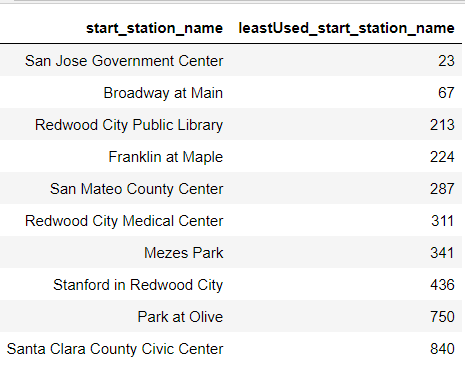 start_station_name leastUsed_start_station_name
San Jose Government Center 23
Broadway at Main 67
Redwood City Public Library 213
Franklin at Maple 224
San Mateo County Center 287
Redwood City Medical Center 311
Mezes Park 341
Stanford in Redwood City 436
Park at Olive 750
Santa Clara County Civic Center 840